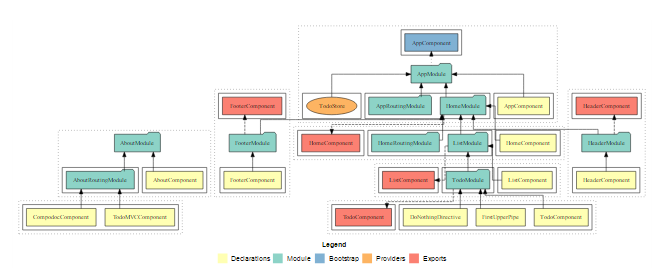 AppComponent
AppModule
FooterComponent
TodoStore
AppRoutingModule
HomeModule
AppComponent
HeaderComponent
AboutModule
FooterModule
HomeComponent
HomeRoutingModule
ListModule
HomeComponent
HeaderModule
AboutRoutingModule
AboutComponent
FooterComponent
ListComponent
TodoModule
ListComponent
HeaderComponent
CompodocComponent
TodoMVCComponent
TodoComponent
DoNothingDirective
FirstUpperPipe
TodoComponent
Legend
Declarations
Module
Bootstrap
Providers
Exports